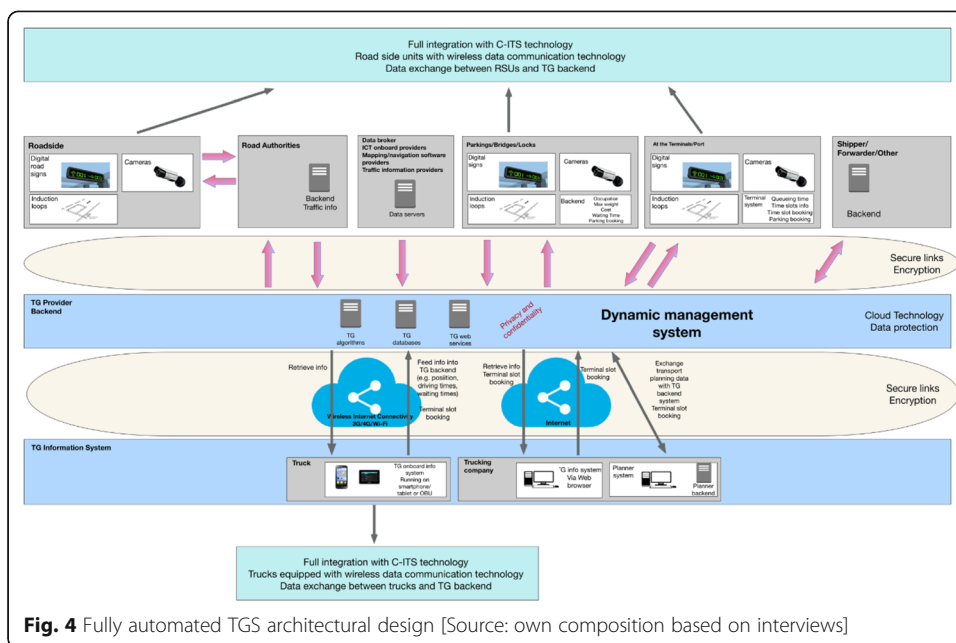 Full integration with C-ITS technology
Road side units with wireless data communication technology
Data exchange between RSUs and TG backend
Roadside
Digital
road
signs
Cameras
Induction
loops
Road Authorities
Backend
Traffic info
Data broker
ICT onboard providers
Mapping/navigation software
providers
Traffic information providers
Data servers
Parkings/Bridges/Locks
Digital
signs
Cameras
Induction
loops
Backend
Occupatise
Max weight
Cost
Waiting Time
Parking booking
At the Terminals/Port
Digital
signs
Cameras
Induction
loops
Terminal
system
Queueing time
Time slots info
Time slot booking
Parking booking
Shipper/
Forwarder/Other
Backend
Secure links
Encryption
TG Provider
Backend
TG
algorithms
TG
databases
TG web
services
Privacy and
confidentiality
Dynamic management
system
Cloud Technology
Data protection
Retrieve info
Feed info into
TG backend
(e.g. posiition,
driving times,
waiting times)
Terminal slot
booking
Wireless Internet Connectivity
3G/4G/Wi-Fi
Retrieve info
Terminal slot
booking
Terminal slot
booking
Internet
Exchange
transport
planning data
with TG
backend
system
Terminal slot
booking
Secure links
Encryption
TG Information System
Truck
TG onboard info
system
Running on
smartphone/
tablet or OBU
Trucking
company
TG info system
Via Web
browser
Planner
system
Planner
backend
Full integration with C-ITS technology
Trucks equipped with wireless data communication technology
Data exchange between trucks and TG backend
Fig. 4 Fully automated TGS architectural design [Source: own composition based on interviews]